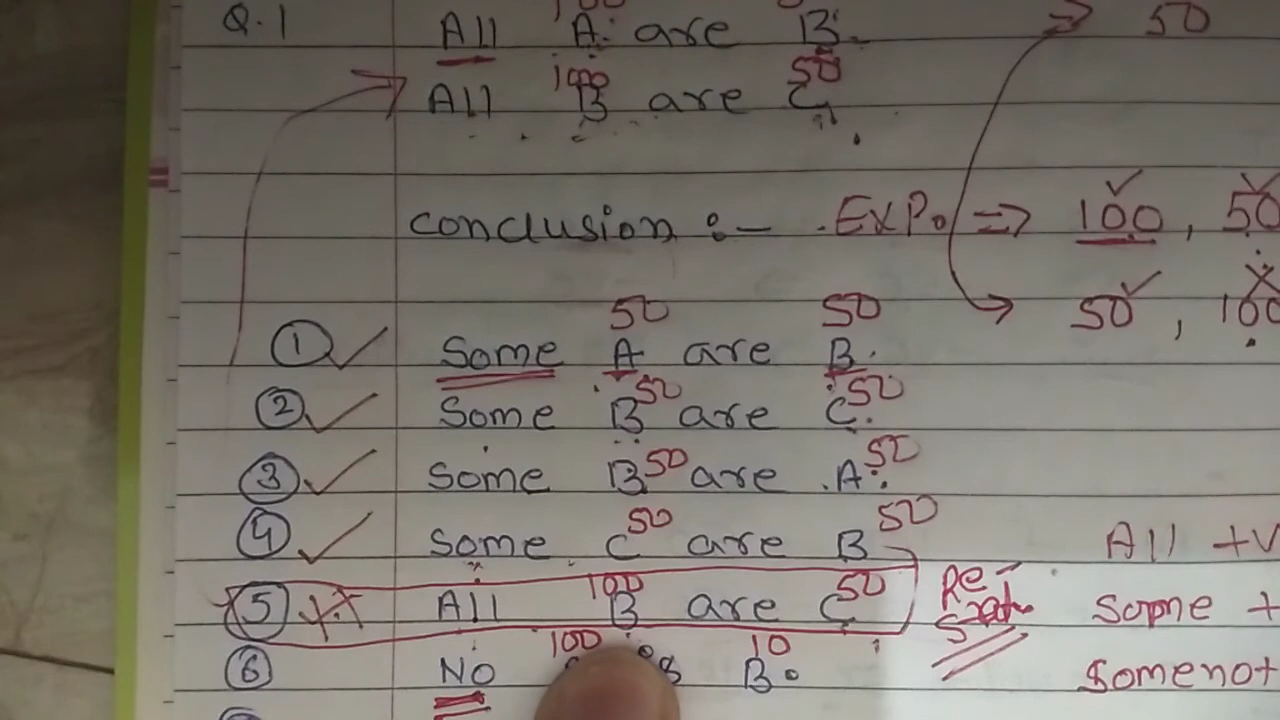 Q.1 All A are B. 50
100 50
All B are C.
Conclusion :- Exp. => 100, 50
50, 100
50 50
1 Some A are B.
50 50
2 Some B are C.
50 50
3 Some B are A.
50 50
4 Some C are B All +v
100 50
5 All B are C Re- Some +
100 10
6 No B. Somenot